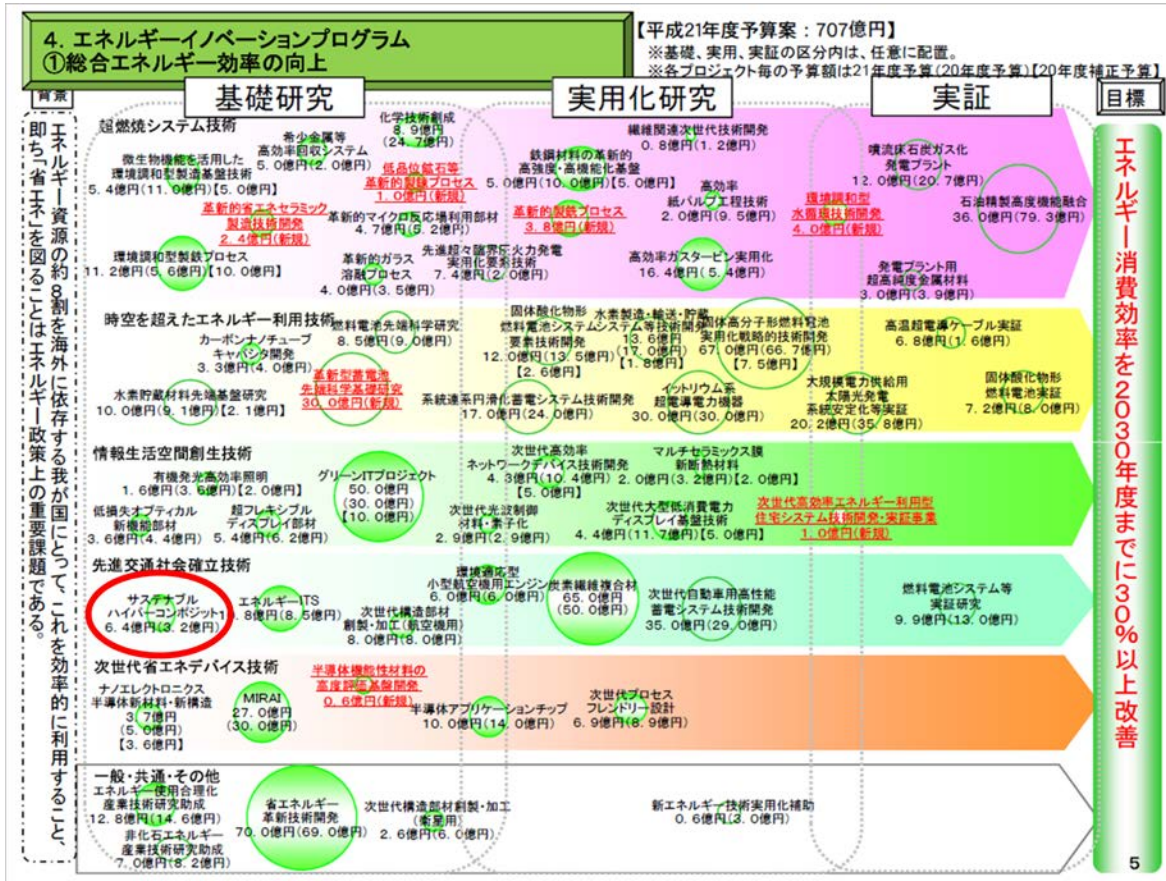 4．エネルギーイノベーションプログラム
①総合エネルギー効率の向上
【平成21年度予算案：707億円】
※基礎、実用、実証の区分内は、任意に配置。
※各プロジェクト毎の予算額は21年度予算(20年度予算)【20年度補正予算】
背景
基礎研究
実用化研究
実証
目標
エネルギー資源の約8割を海外に依存する我が国にとって、これを効率的に利用すること、
即ち「省エネ」を図ることはエネルギー政策上の重要課題である。
超燃焼システム技術
化学技術創成
8．9億円
(24．7億円)
希少金属等
高効率回収システム
5．0億円(2．0億円)
微生物機能を活用した
環境調和型製造基盤技術
5．4億円(11．0億円)【5．0億円】
低品位鉱石等
革新的製錬プロセス
1．0億円(新規)
革新的省エネセラミック
製造技術開発
2．4億円(新規)
革新的マイクロ反応場利用部材
4．7億円(5．2億円)
環境調和型製鉄プロセス
11．2億円(5．6億円)【10．0億円】
革新的ガラス
溶融プロセス
4．0億円(3．5億円)
先進超々臨界圧火力発電
実用化要素技術
7．4億円(2．0億円)
繊維関連次世代技術開発
0．8億円(1．2億円)
鉄鋼材料の革新的
高強度・高機能化基盤
5．0億円(10．0億円)【5．0億円】
高効率
紙パルプ工程技術
2．0億円(9．5億円)
革新的製銑プロセス
3．8億円(新規)
高効率ガスタービン実用化
16．4億円(5．4億円)
環境調和型
水循環技術開発
4．0億円(新規)
噴流床石炭ガス化
発電プラント
12．0億円(20．7億円)
石油精製高度機能融合
36．0億円(79．3億円)
発電プラント用
超高純度金属材料
3．0億円(3．9億円)
時空を超えたエネルギー利用技術
燃料電池先端科学研究
8．5億円(9．0億円)
カーボンナノチューブ
キャパシタ開発
3．3億円(4．0億円)
水素貯蔵材料先端基盤研究
10．0億円(9．1億円)【2．1億円】
革新型蓄電池
先端科学基礎研究
30．0億円(新規)
固体酸化物形
燃料電池システム
要素技術開発
12．0億円(13．5億円)
【2．6億円】
水素製造・輸送・貯蔵
システム等技術開発
13．6億円
(17．0億円)
【1．8億円】
固体高分子形燃料電池
実用化戦略的技術開発
67．0億円(66．7億円)
【7．5億円】
系統連系円滑化蓄電システム技術開発
17．0億円(24．0億円)
イットリウム系
超電導電力機器
30．0億円(30．0億円)
高温超電導ケーブル実証
6．8億円(1．6億円)
大規模電力供給用
太陽光発電
系統安定化等実証
20．2億円(35．8億円)
固体酸化物形
燃料電池実証
7．2億円(8．0億円)
情報生活空間創生技術
有機発光高効率照明
1．6億円(3．6億円)【2．0億円】
低損失オプティカル
新機能部材
3．6億円(4．4億円)
超フレキシブル
ディスプレイ部材
5．4億円(6．2億円)
グリーンITプロジェクト
50．0億円
(30．0億円)
【10．0億円】
次世代高効率
ネットワークデバイス技術開発
4．3億円(10．4億円)
【5．0億円】
マルチセラミックス膜
新断熱材料
2．0億円(3．2億円)【2．0億円】
次世代光波制御
材料・素子化
2．9億円(2．9億円)
次世代大型低消費電力
ディスプレイ基盤技術
4．4億円(11．7億円)【5．0億円】
次世代高効率エネルギー利用型
住宅システム技術開発・実証事業
1．0億円(新規)
先進交通社会確立技術
サステナブル
ハイパーコンポジット
6．4億円(3．2億円)
エネルギーITS
．8億円(8．5億円)
次世代構造部材
創製・加工(航空機用)
8．0億円(8．0億円)
環境適応型
小型航空機用エンジン
6．0億円(6．0億円)
炭素繊維複合材
65．0億円
(50．0億円)
次世代自動車用高性能
蓄電システム技術開発
35．0億円(29．0億円)
燃料電池システム等
実証研究
9．9億円(13．0億円)
次世代省エネデバイス技術
ナノエレクトロニクス
半導体新材料・新構造
3．7億円
(5．0億円)
【3．6億円】
MIRAI
27．0億円
(30．0億円)
半導体機能性材料の
高度評価基盤開発
0．6億円(新規)
半導体アプリケーションチップ
10．0億円(14．0億円)
次世代プロセス
フレンドリー設計
6．9億円(8．9億円)
一般・共通・その他
エネルギー使用合理化
産業技術研究助成
12．8億円(14．6億円)
非化石エネルギー
産業技術研究助成
7．0億円(8．2億円)
省エネルギー
革新技術開発
70．0億円(69．0億円)
次世代構造部材創製・加工
(衛星用)
2．6億円(6．0億円)
新エネルギー技術実用化補助
0．6億円(3．0億円)
エネルギー消費効率を2030年度までに30％以上改善
5